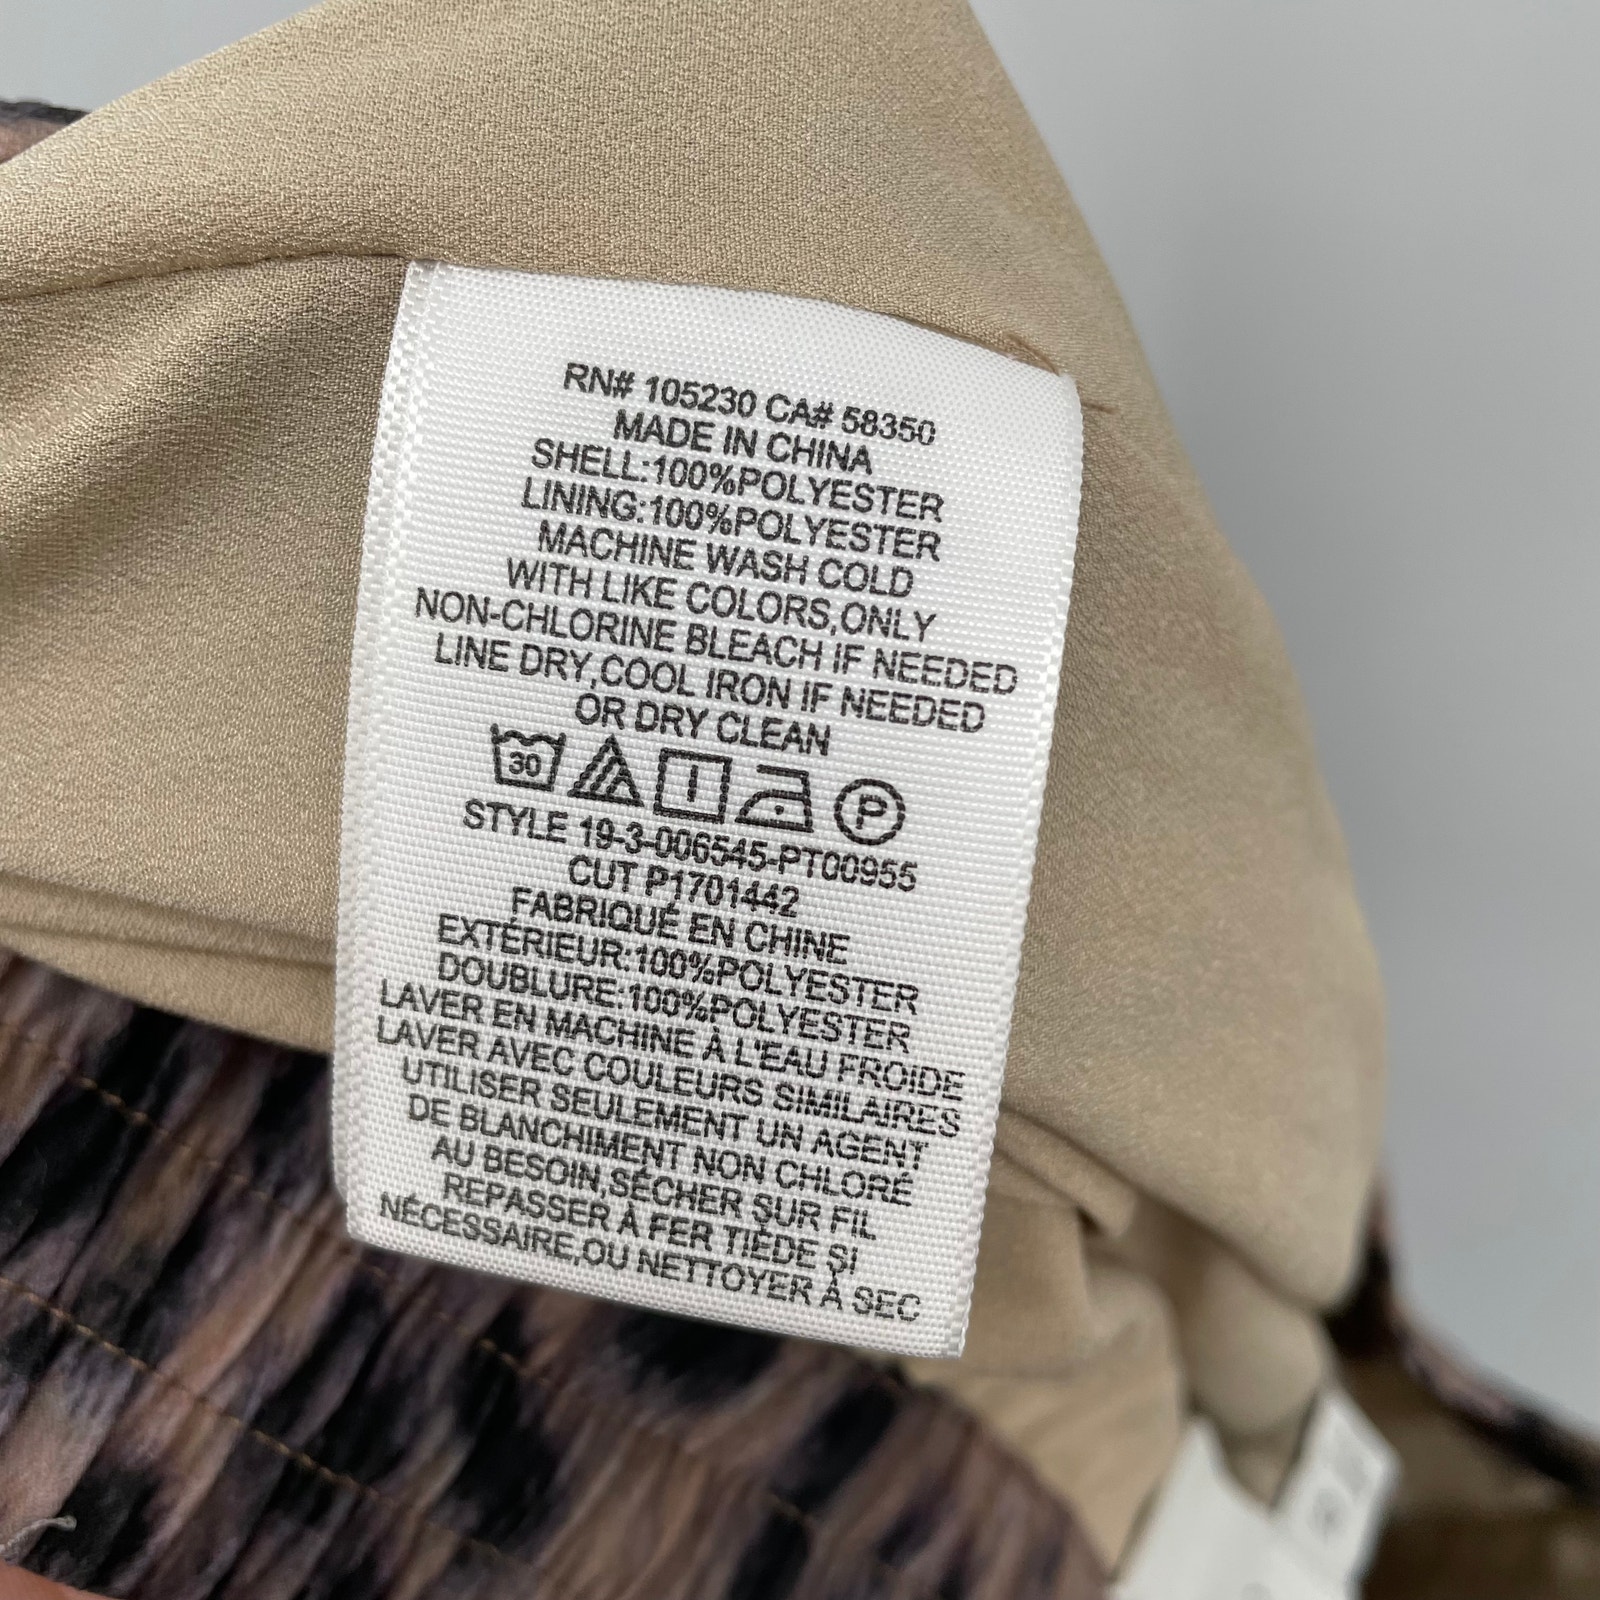 RN# 105230 CA# 58350
MADE IN CHINA
SHELL:100%POLYESTER
LINING:100%POLYESTER
MACHINE WASH COLD
WITH LIKE COLORS,ONLY
NON-CHLORINE BLEACH IF NEEDED
LINE DRY,COOL IRON IF NEEDED
OR DRY CLEAN
30 P
STYLE 19-3-006545-PT00955
CUT P1701442
FABRIQUÉ EN CHINE
EXTÉRIEUR:100%POLYESTER
DOUBLURE:100%POLYESTER
LAVER EN MACHINE À L'EAU FROIDE
LAVER AVEC COULEURS SIMILAIRES
UTILISER SEULEMENT UN AGENT
DE BLANCHIMENT NON CHLORÉ
AU BESOIN,SÉCHER SUR FIL
REPASSER À FER TIÈDE SI
NÉCESSAIRE,OU NETTOYER À SEC